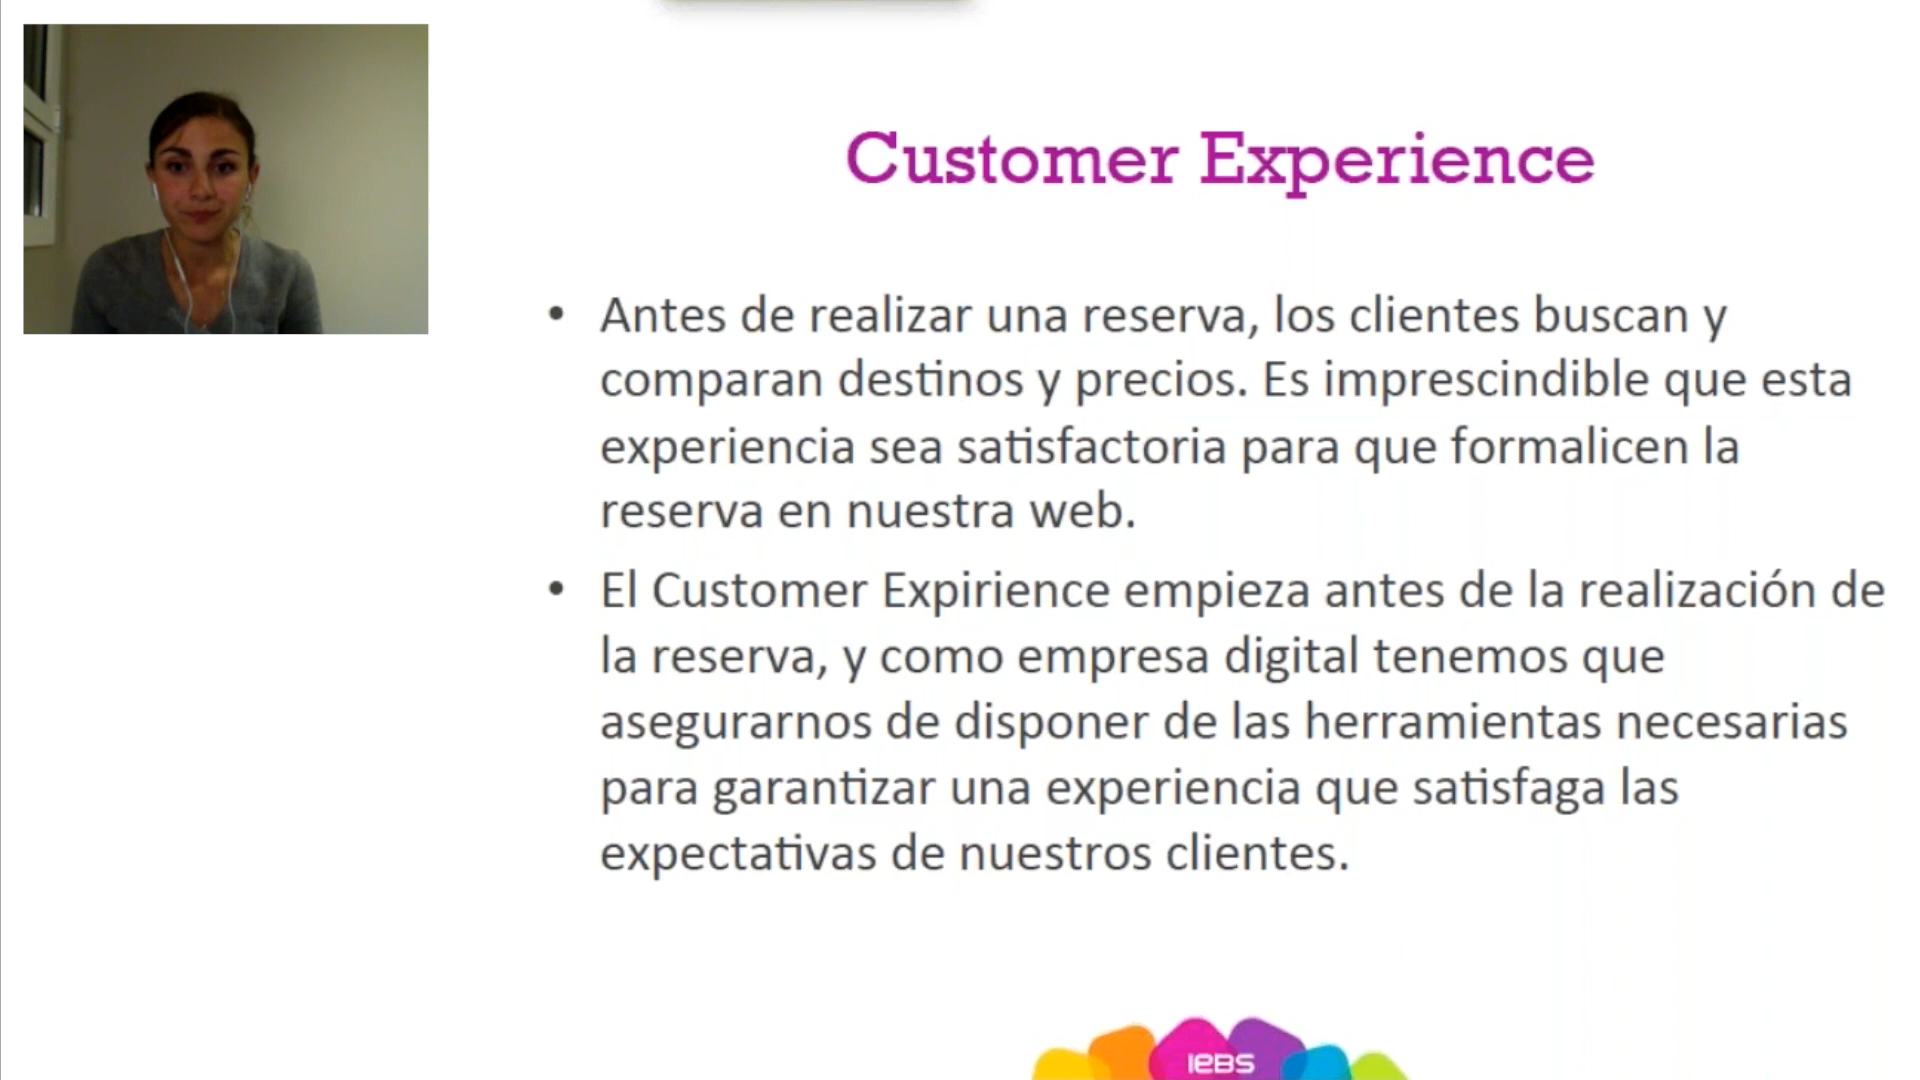 Customer Experience
• Antes de realizar una reserva, los clientes buscan y
comparan destinos y precios. Es imprescindible que esta
experiencia sea satisfactoria para que formalicen la
reserva en nuestra web.
• El Customer Expirience empieza antes de la realización de
la reserva, y como empresa digital tenemos que
asegurarnos de disponer de las herramientas necesarias
para garantizar una experiencia que satisfaga las
expectativas de nuestros clientes.
IEBS